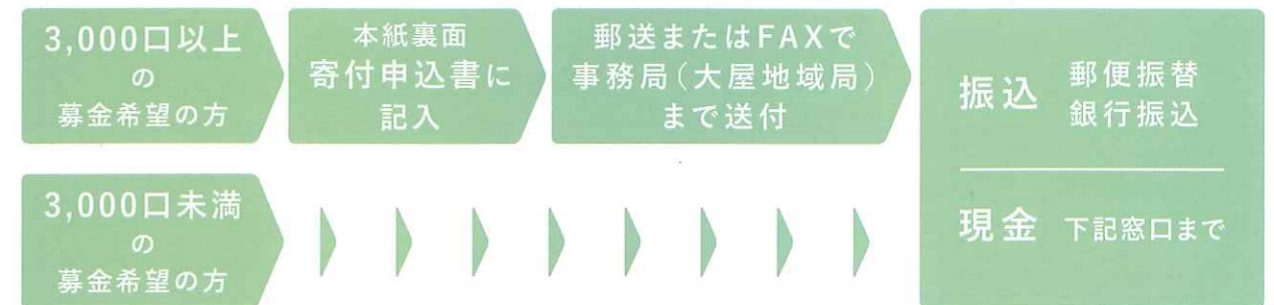 3,000口以上
の
募金希望の方
本紙裏面
寄付申込書に
記入
郵送またはFAXで
事務局(大屋地域局)
まで送付
振込 郵便振替
銀行振込
現金 下記窓口まで
3,000口未満
の
募金希望の方